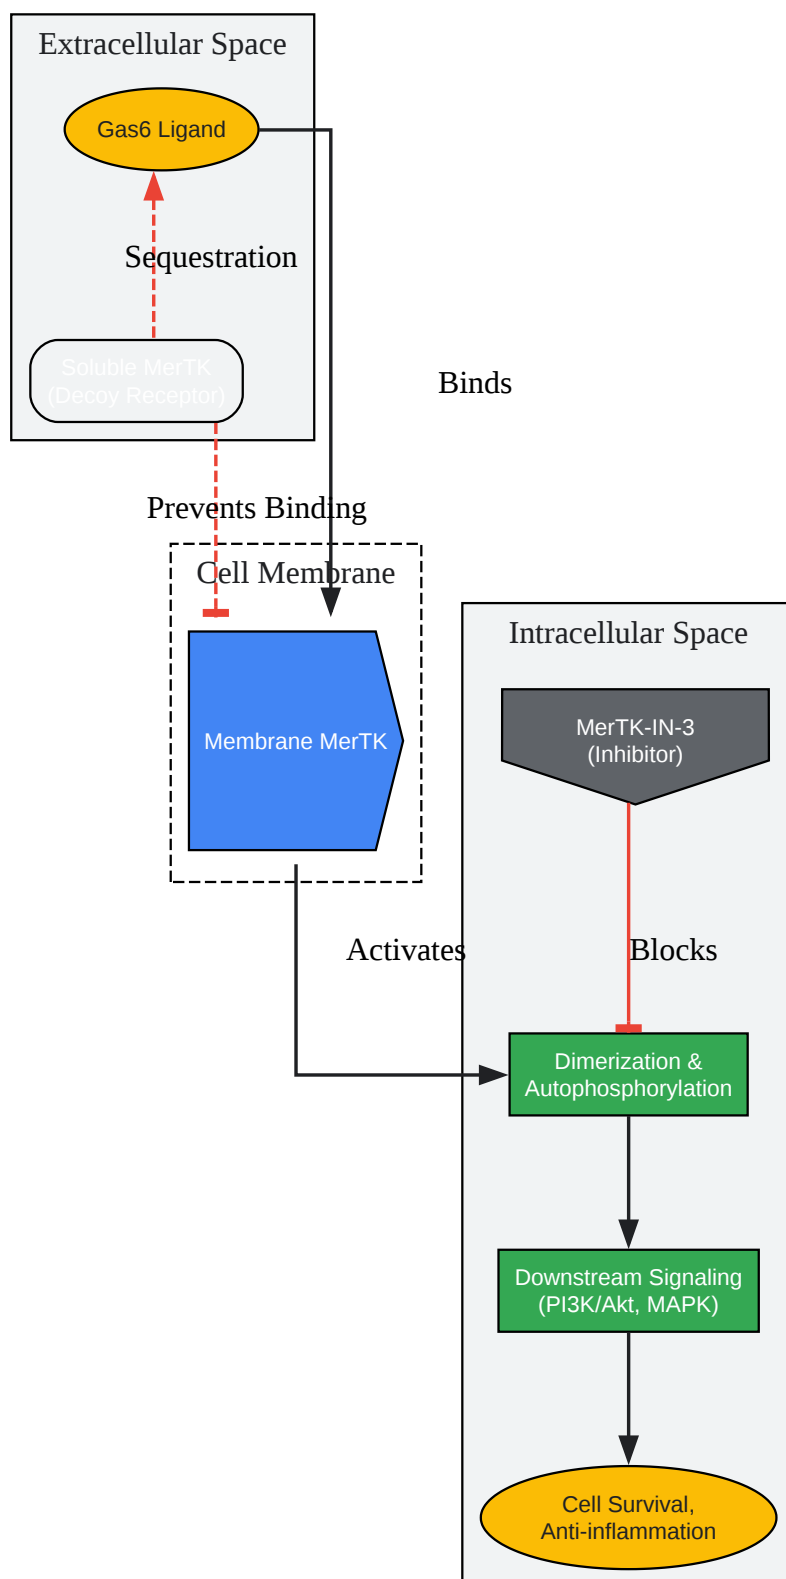 Extracellular Space
Gas6 Ligand
Sequestration
Soluble MerTK
(Decoy Receptor)
Binds
Prevents Binding
Cell Membrane
Intracellular Space
MerTK-IN-3
(Inhibitor)
Membrane MerTK
Activates
Blocks
Dimerization &
Autophosphorylation
Downstream Signaling
(PI3K/Akt, MAPK)
Cell Survival,
Anti-inflammation